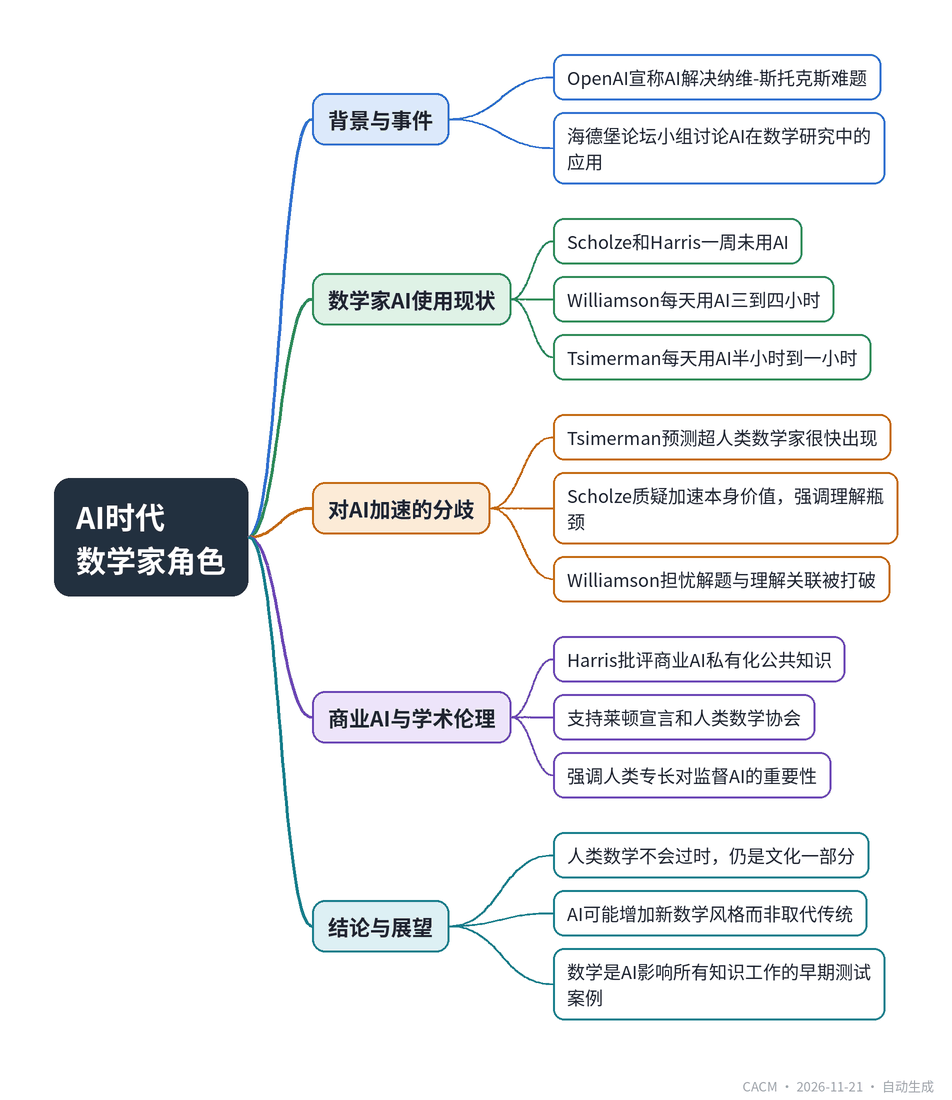 AI时代
数学家角色
背景与事件
OpenAI宣称AI解决纳维-斯托克斯难题
海德堡论坛小组讨论AI在数学研究中的
应用
数学家AI使用现状
Scholze和Harris一周未用AI
Williamson每天用AI三到四小时
Tsimerman每天用AI半小时到一小时
对AI加速的分歧
Tsimerman预测超人类数学家很快出现
Scholze质疑加速本身价值，强调理解瓶
颈
Williamson担忧解题与理解关联被打破
商业AI与学术伦理
Harris批评商业AI私有化公共知识
支持莱顿宣言和人类数学协会
强调人类专长对监督AI的重要性
结论与展望
人类数学不会过时，仍是文化一部分
AI可能增加新数学风格而非取代传统
数学是AI影响所有知识工作的早期测试
案例
CACM · 2026-11-21 · 自动生成